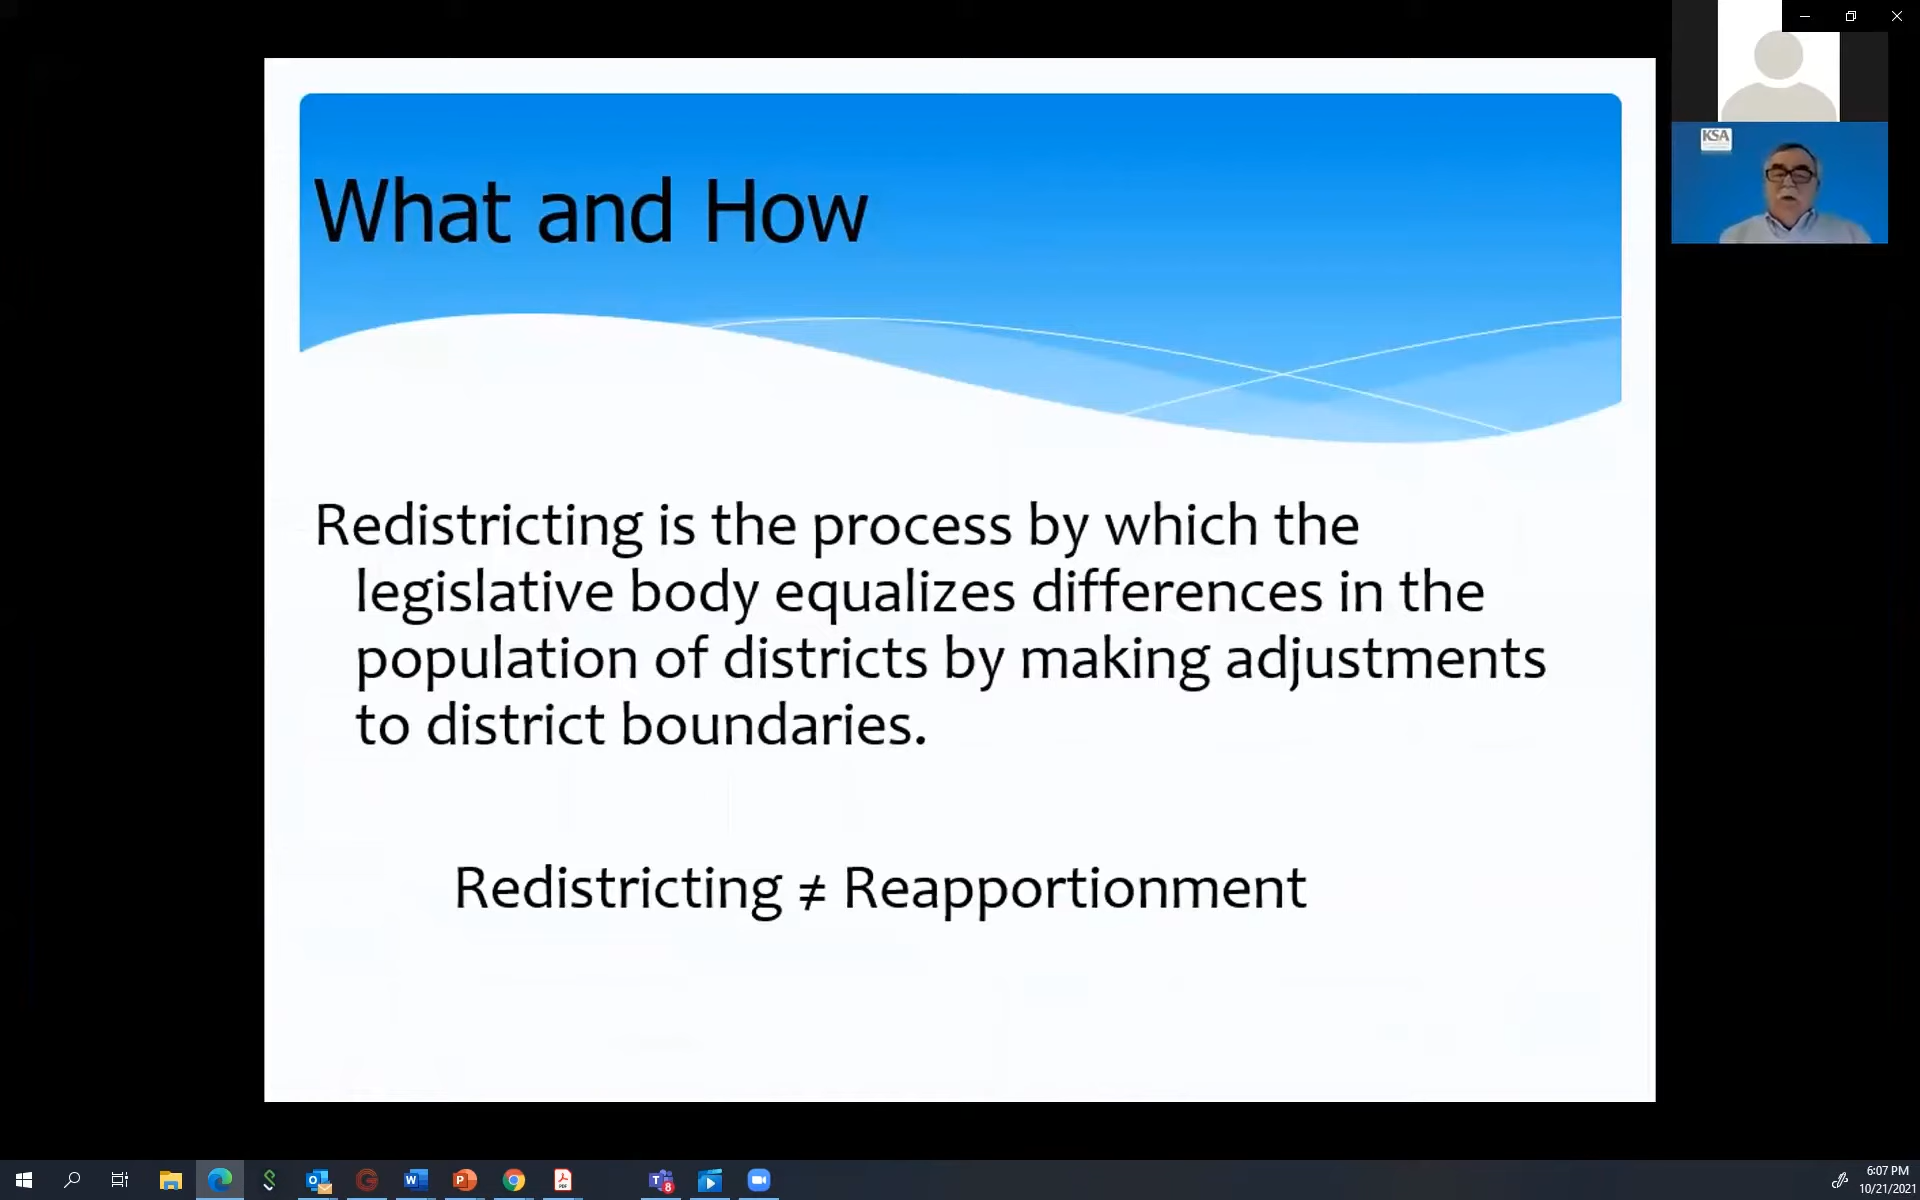 KSA
What and How
Redistricting is the process by which the
legislative body equalizes differences in the
population of districts by making adjustments
to district boundaries.
Redistricting ≠ Reapportionment
6:07 PM
10/21/2021